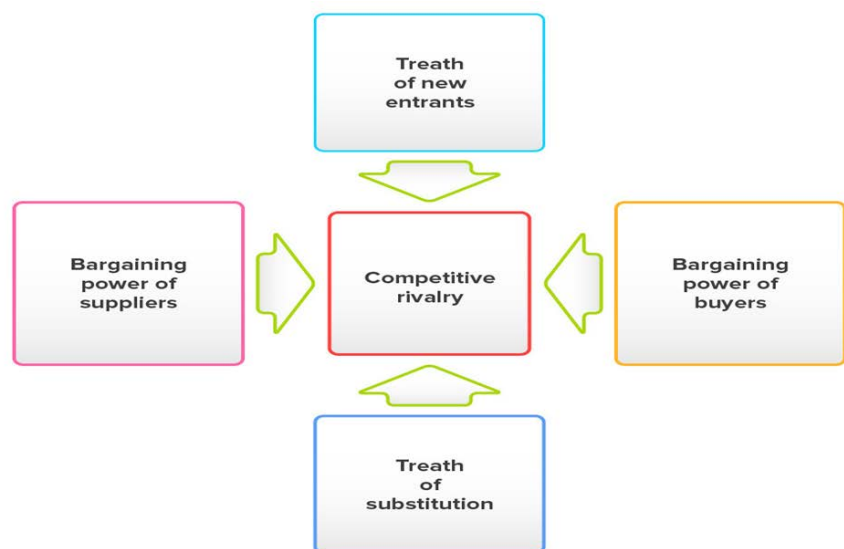 Treath
of new
entrants
Bargaining
power of
suppliers
Competitive
rivalry
Bargaining
power of
buyers
Treath
of
substitution